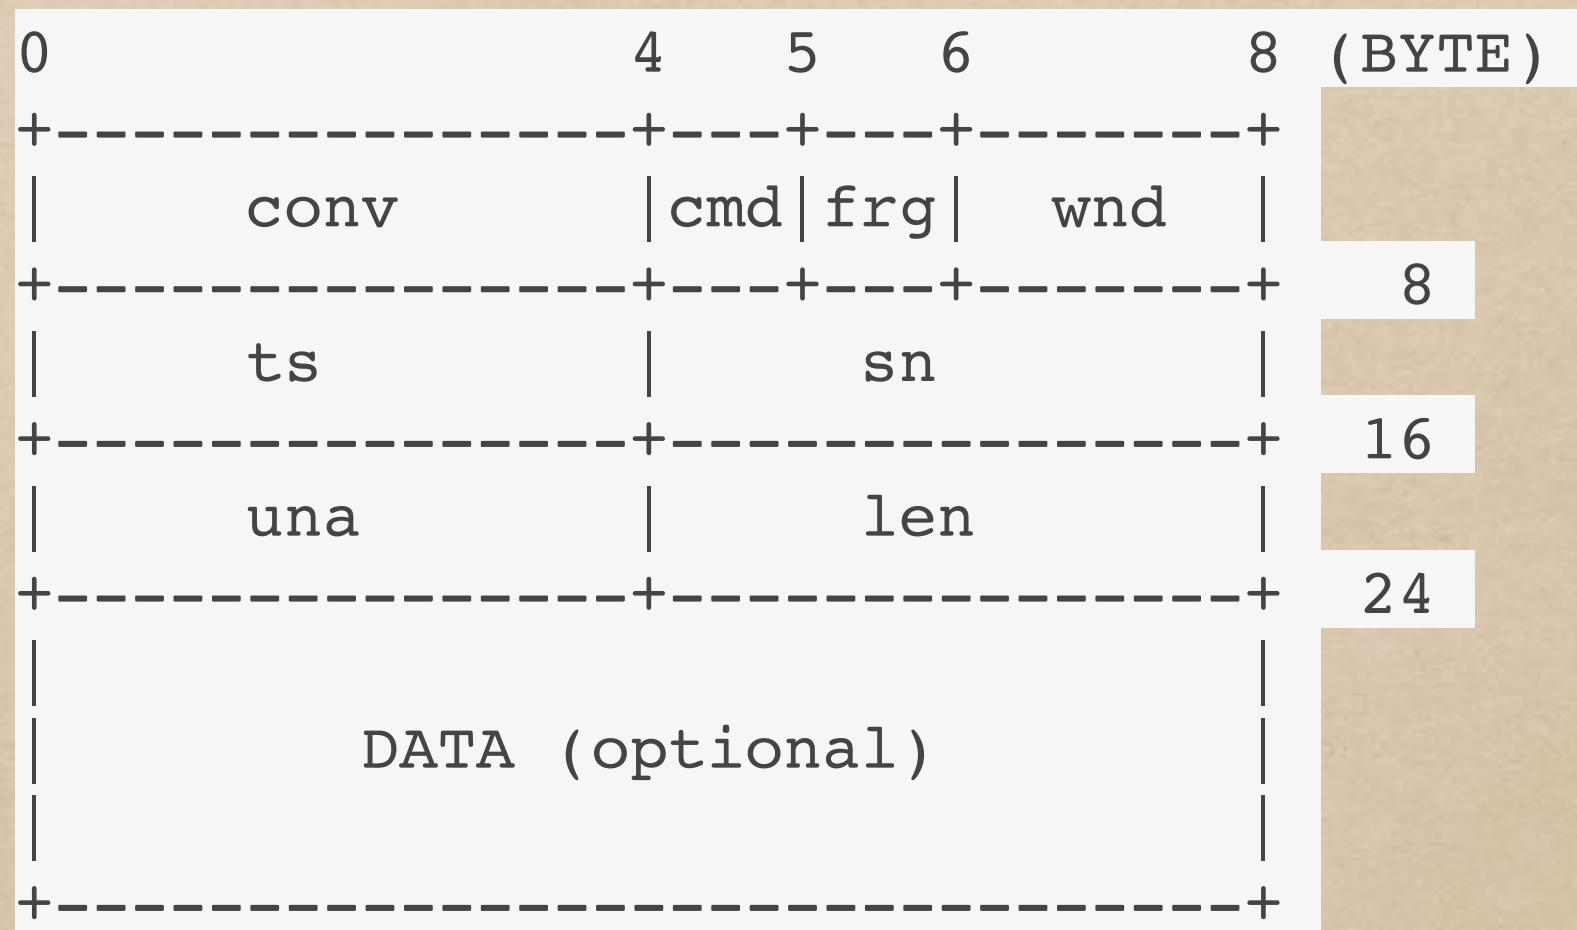 0               4   5   6       8 (BYTE)
+---------------+---+---+-------+
|     conv      |cmd|frg|  wnd  |
+---------------+---+---+-------+   8
|     ts        |     sn        |
+---------------+---------------+  16
|     una       |     len       |
+---------------+---------------+  24
|                               |
|        DATA (optional)        |
|                               |
+-------------------------------+